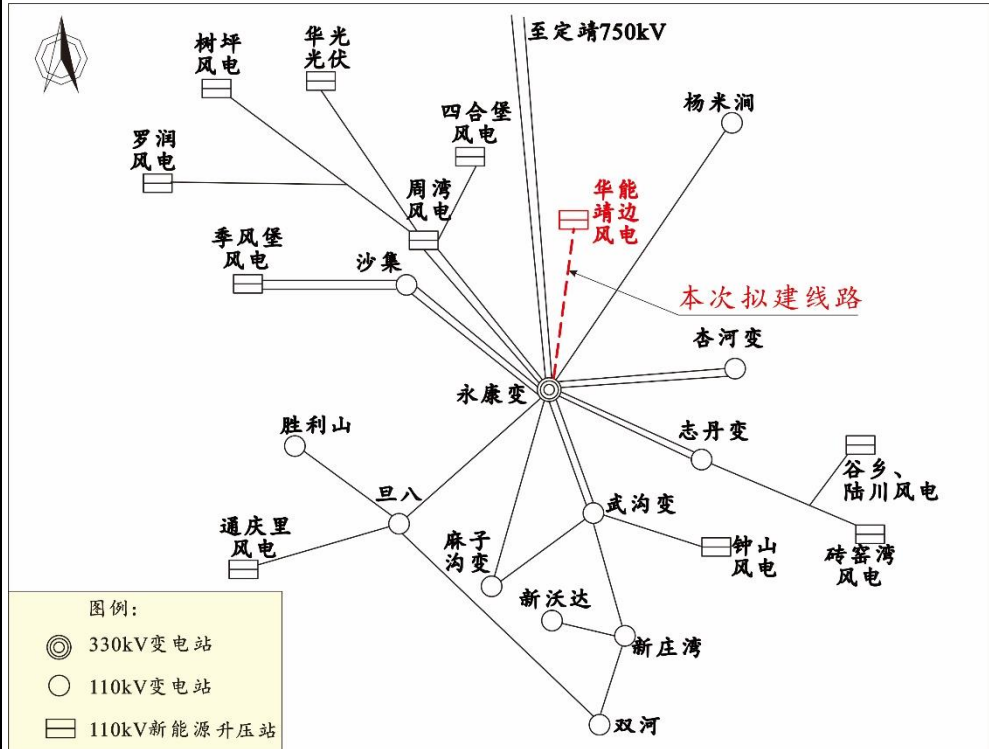 至定靖750kV
树坪
风电
华光
光伏
四合堡
风电
杨米涧
罗润
风电
周湾
风电
华能
靖边
风电
季风堡
风电
沙集
本次拟建线路
杏河变
永康变
胜利山
志丹变
谷乡、
陆川风电
旦八
武沟变
通庆里
风电
麻子
沟变
钟山
风电
砖窑湾
风电
新沃达
新庄湾
双河
图例：
330kV变电站
110kV变电站
110kV新能源升压站